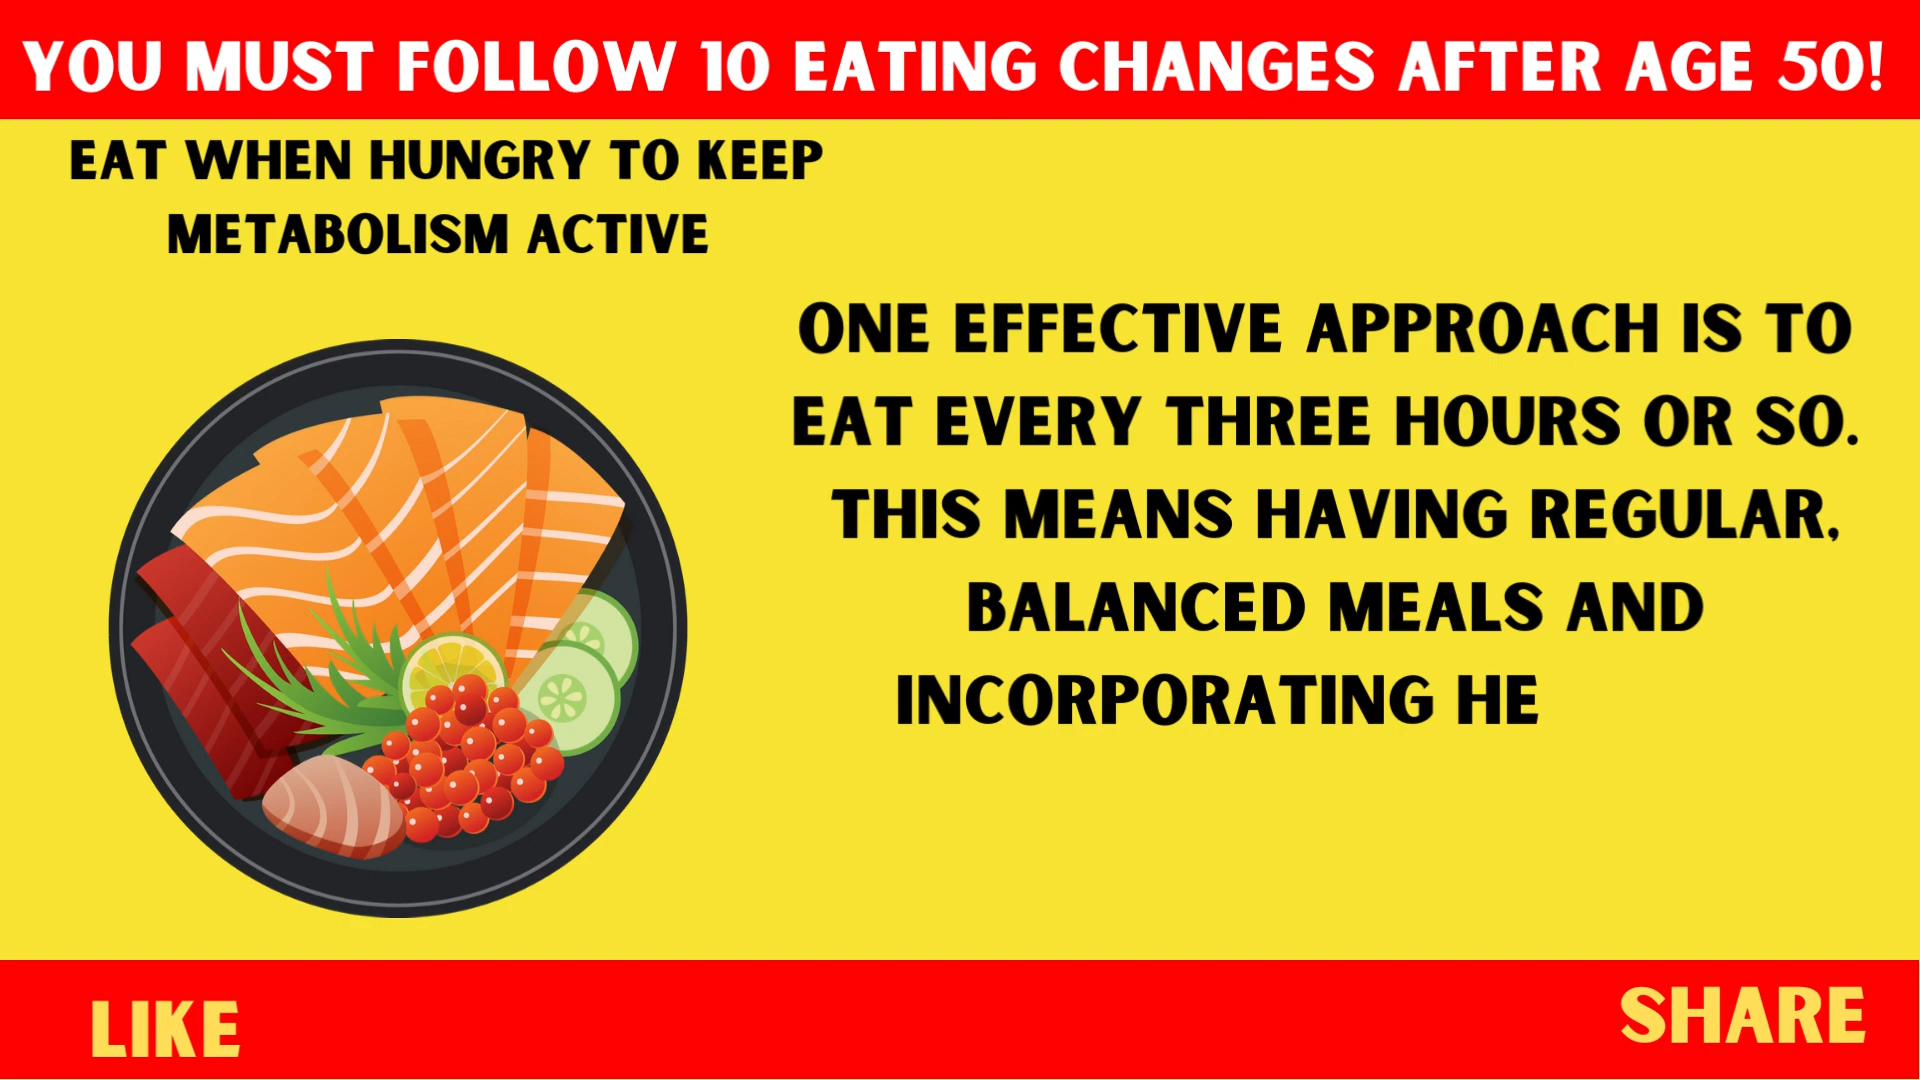 YOU MUST FOLLOW 10 EATING CHANGES AFTER AGE 50!
EAT WHEN HUNGRY TO KEEP
METABOLISM ACTIVE
ONE EFFECTIVE APPROACH IS TO
EAT EVERY THREE HOURS OR SO.
THIS MEANS HAVING REGULAR,
BALANCED MEALS AND
INCORPORATING HE
LIKE
SHARE